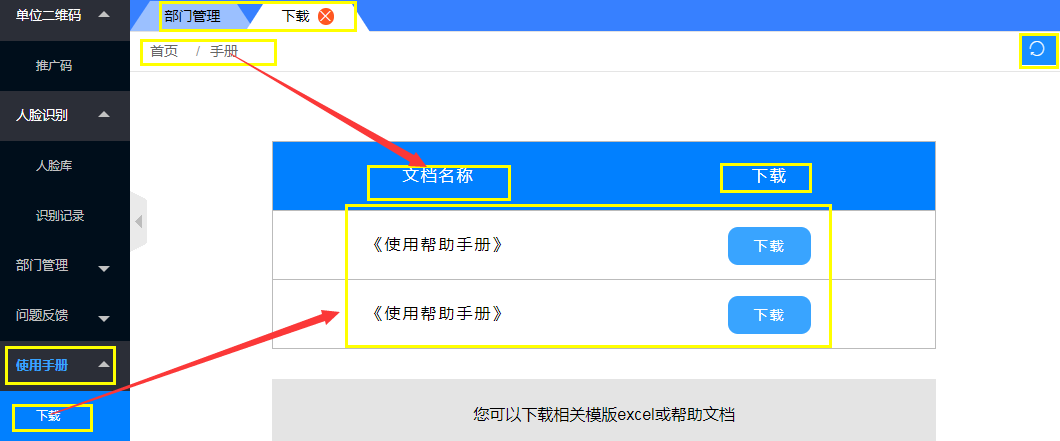 单位二维码
推广码
人脸识别
人脸库
识别记录
部门管理
问题反馈
使用手册
下载
部门管理 下载
首页 / 手册
文档名称 下载
《使用帮助手册》 下载
《使用帮助手册》 下载
您可以下载相关模版excel或帮助文档